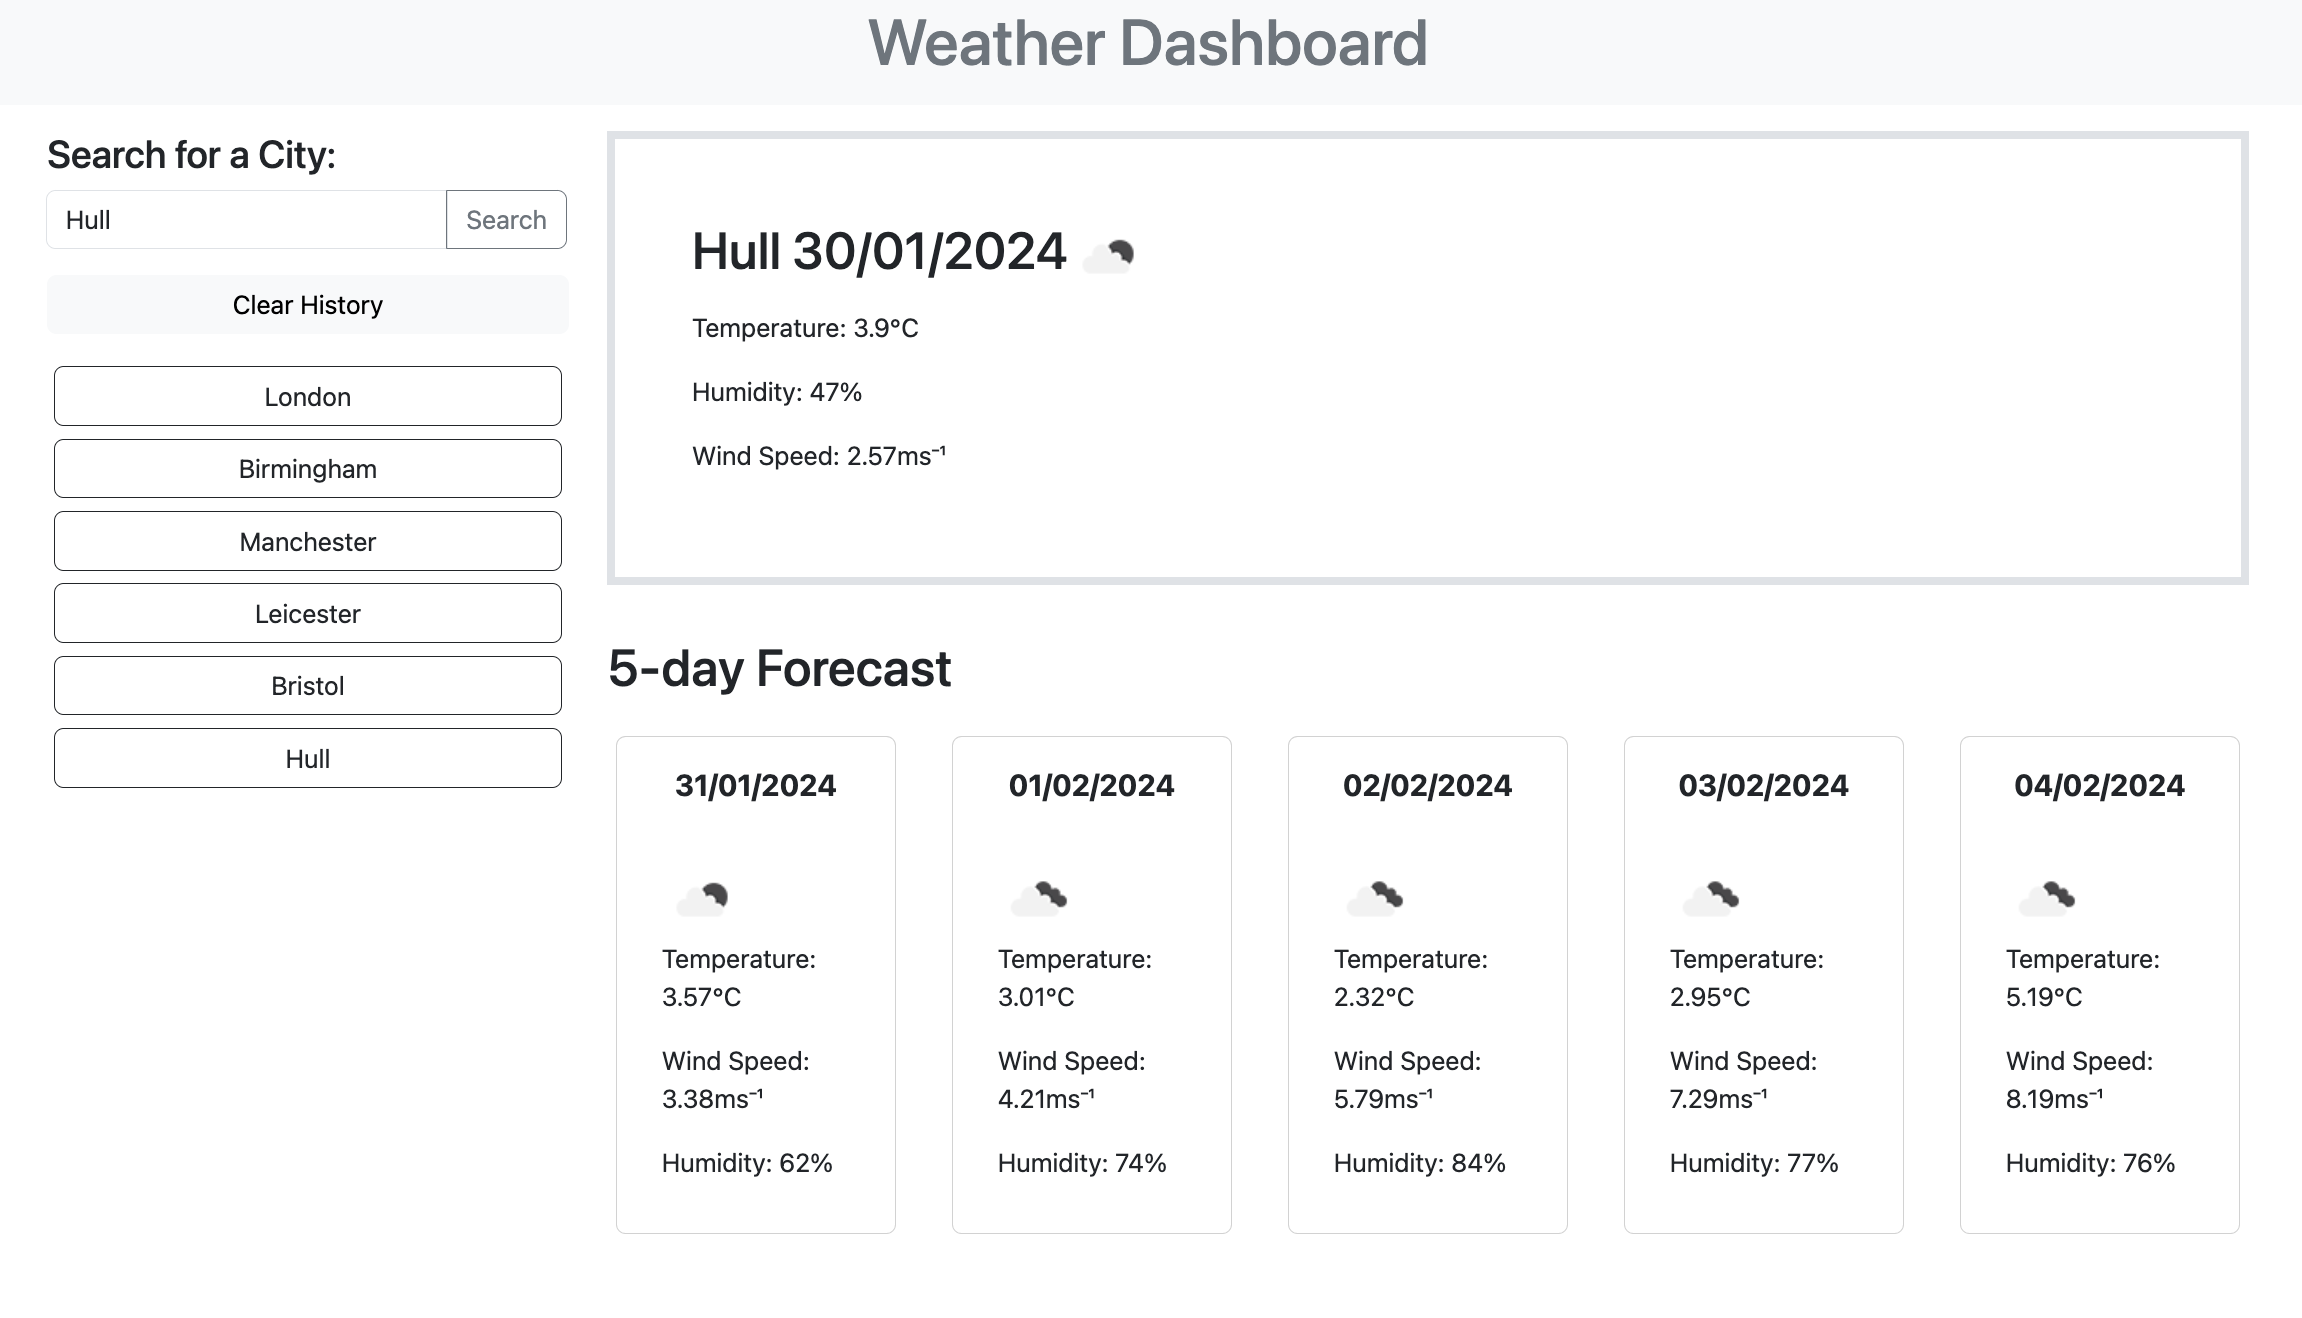 Weather Dashboard
Search for a City:
Hull
Search
Clear History
London
Birmingham
Manchester
Leicester
Bristol
Hull
Hull 30/01/2024
Temperature: 3.9°C
Humidity: 47%
Wind Speed: 2.57ms⁻¹
5-day Forecast
31/01/2024
Temperature:
3.57°C
Wind Speed:
3.38ms⁻¹
Humidity: 62%
01/02/2024
Temperature:
3.01°C
Wind Speed:
4.21ms⁻¹
Humidity: 74%
02/02/2024
Temperature:
2.32°C
Wind Speed:
5.79ms⁻¹
Humidity: 84%
03/02/2024
Temperature:
2.95°C
Wind Speed:
7.29ms⁻¹
Humidity: 77%
04/02/2024
Temperature:
5.19°C
Wind Speed:
8.19ms⁻¹
Humidity: 76%